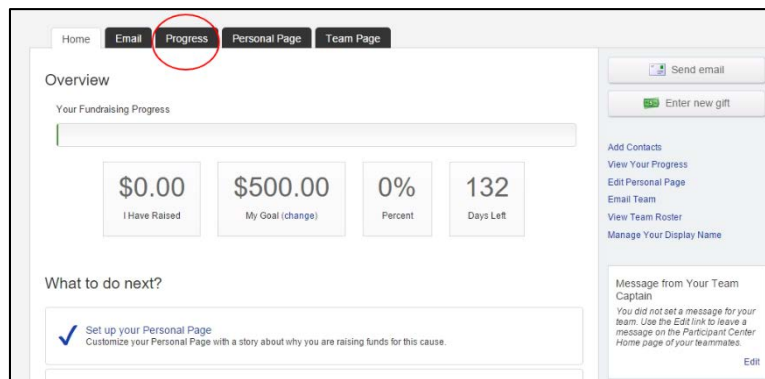 Home
Email
Progress
Personal Page
Team Page
Overview
Your Fundraising Progress
$0.00
I Have Raised
$500.00
My Goal (change)
0%
Percent
132
Days Left
What to do next?
Set up your Personal Page
Customize your Personal Page with a story about why you are raising funds for this cause.
Send email
Enter new gift
Add Contacts
View Your Progress
Edit Personal Page
Email Team
View Team Roster
Manage Your Display Name
Message from Your Team
Captain
You did not set a message for your
team. Use the Edit link to leave a
message on the Participant Center
Home page of your teammates.
Edit